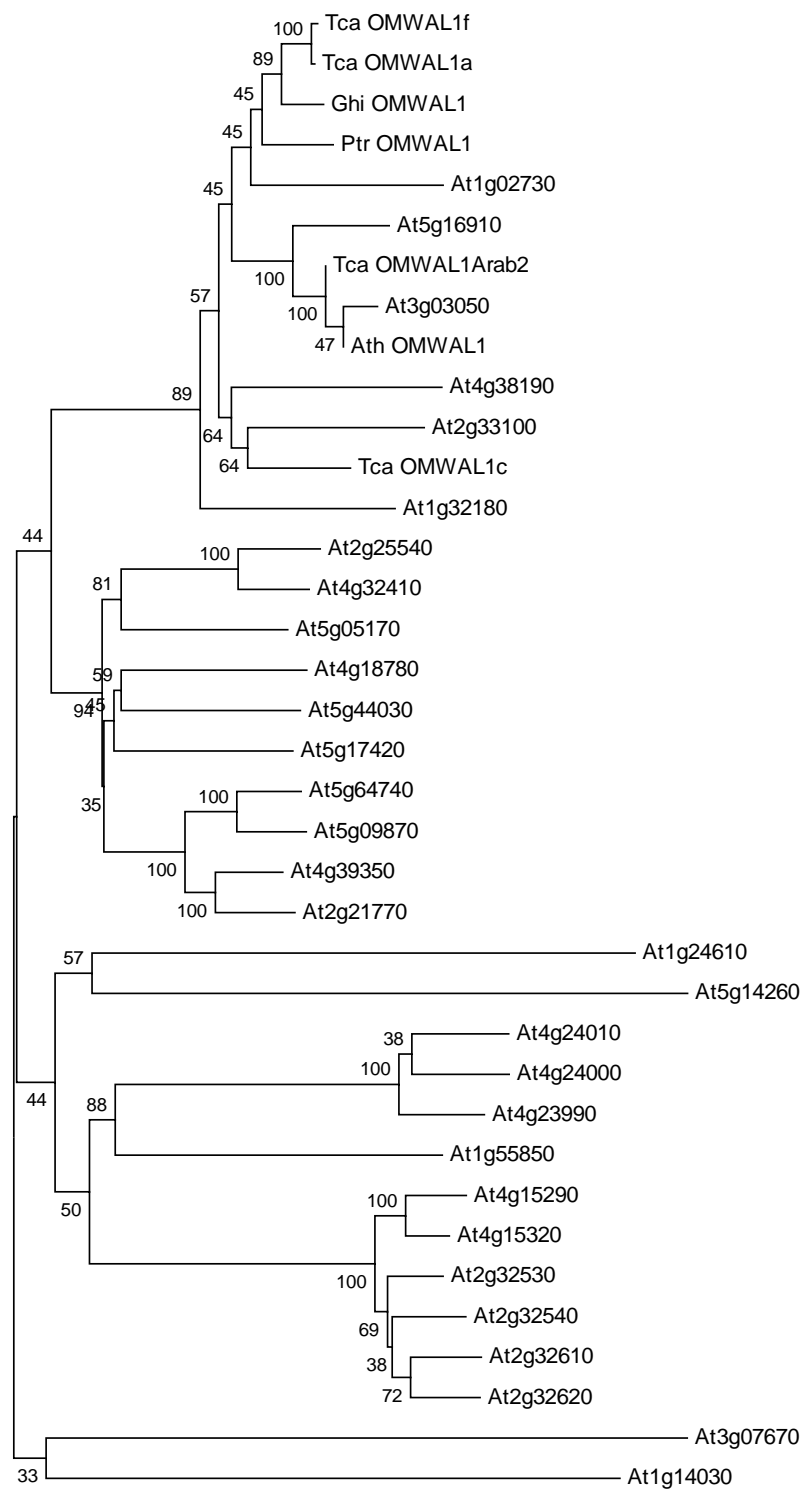 100
Tca OMWAL1f
89
Tca OMWAL1a
45
Ghi OMWAL1
45
Ptr OMWAL1
45
At1g02730
At5g16910
100
Tca OMWAL1Arab2
57
100
At3g03050
47
Ath OMWAL1
89
At4g38190
64
At2g33100
64
Tca OMWAL1c
At1g32180
44
100
At2g25540
81
At4g32410
At5g05170
59
At4g18780
94
45
At5g44030
At5g17420
35
100
At5g64740
At5g09870
100
At4g39350
100
At2g21770
57
At1g24610
At5g14260
38
At4g24010
100
At4g24000
44
88
At4g23990
At1g55850
50
100
At4g15290
At4g15320
100
At2g32530
69
At2g32540
38
At2g32610
72
At2g32620
At3g07670
33
At1g14030